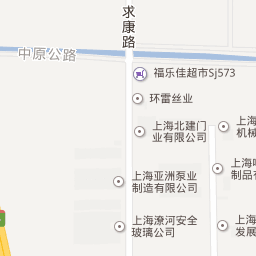 求康路
中原公路
福乐佳超市Sj573
环雷丝业
上海北建门
业有限公司
上海
机械
上海亚洲泵业
制造有限公司
上海
制品有
上海潦河安全
玻璃公司
上海
发展